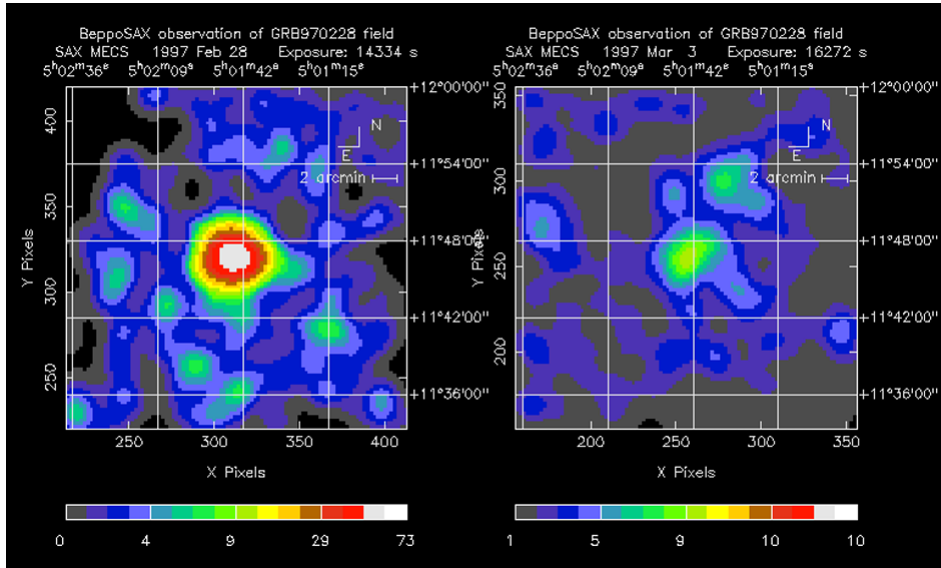 BeppoSAX observation of GRB970228 field
SAX MECS 1997 Feb 28 Exposure: 14334 s
5h02m36s 5h02m09s 5h01m42s 5h01m15s
+12°00'00"
N
E
+11°54'00"
2 arcmin
+11°48'00"
+11°42'00"
+11°36'00"
400
350
300
250
Y Pixels
250 300 350 400
X Pixels
0 4 9 29 73
BeppoSAX observation of GRB970228 field
SAX MECS 1997 Mar 3 Exposure: 16272 s
5h02m36s 5h02m09s 5h01m42s 5h01m15s
+12°00'00"
N
E
+11°54'00"
2 arcmin
+11°48'00"
+11°42'00"
+11°36'00"
350
300
250
200
Y Pixels
200 250 300 350
X Pixels
1 5 9 10 10